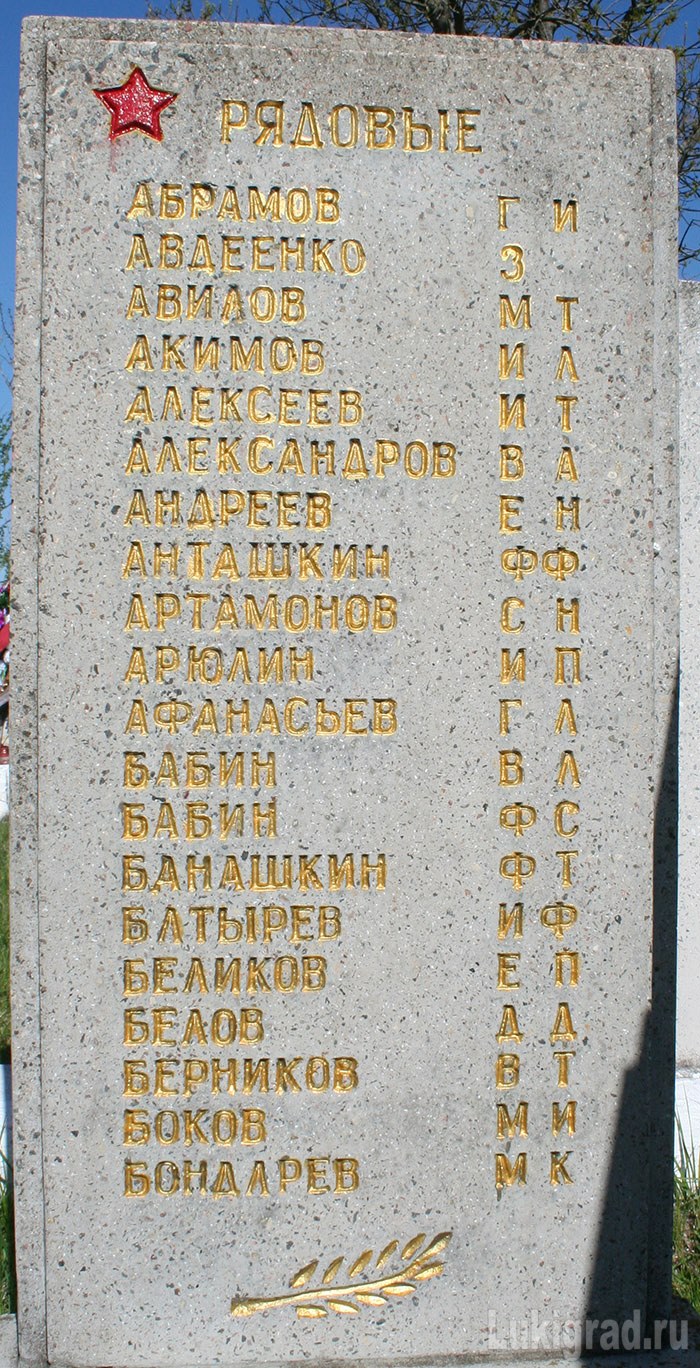 РЯДОВЫЕ
АБРАМОВ Г И
АВДЕЕНКО З
АВИЛОВ М Т
АКИМОВ И Л
АЛЕКСЕЕВ И Т
АЛЕКСАНДРОВ В А
АНДРЕЕВ Е Н
АНТАШКИН Ф Ф
АРТАМОНОВ С Н
АРЮЛИН И П
АФАНАСЬЕВ Г Л
БАБИН В Л
БАБИН Ф С
БАНАШКИН Ф Т
БАТЫРЕВ И Ф
БЕЛИКОВ Е П
БЕЛОВ Д Д
БЕРНИКОВ В Т
БОКОВ М И
БОНДАРЕВ М К
Lukigrad.ru